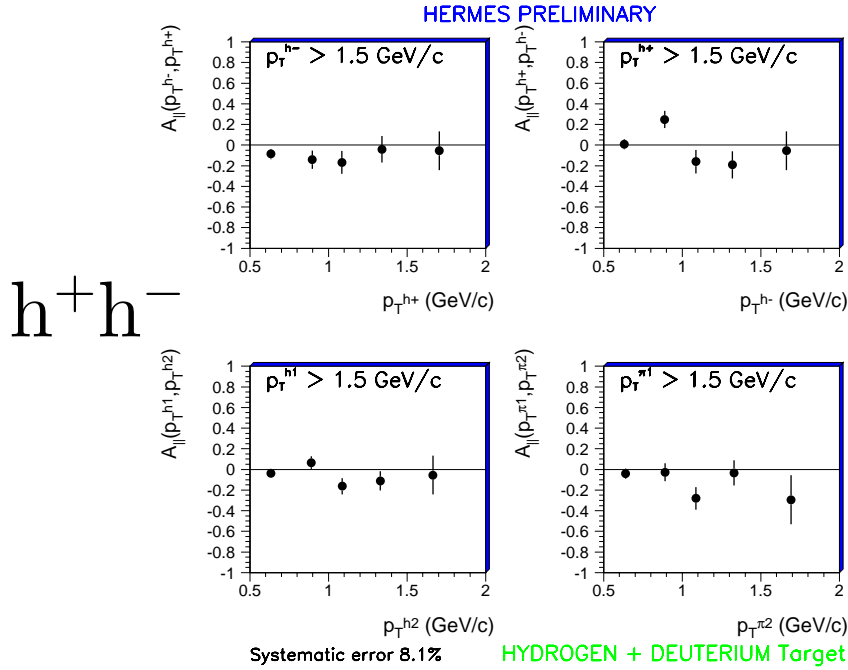 HERMES PRELIMINARY
h⁺h⁻
A||(p_T^h-,p_T^h+)
p_T^h- > 1.5 GeV/c
1
0.8
0.6
0.4
0.2
0
-0.2
-0.4
-0.6
-0.8
-1
0.5 1 1.5 2
p_T^h+ (GeV/c)
A||(p_T^h+,p_T^h-)
p_T^h+ > 1.5 GeV/c
1
0.8
0.6
0.4
0.2
0
-0.2
-0.4
-0.6
-0.8
-1
0.5 1 1.5 2
p_T^h- (GeV/c)
A||(p_T^h1,p_T^h2)
p_T^h1 > 1.5 GeV/c
1
0.8
0.6
0.4
0.2
0
-0.2
-0.4
-0.6
-0.8
-1
0.5 1 1.5 2
p_T^h2 (GeV/c)
A||(p_T^π1,p_T^π2)
p_T^π1 > 1.5 GeV/c
1
0.8
0.6
0.4
0.2
0
-0.2
-0.4
-0.6
-0.8
-1
0.5 1 1.5 2
p_T^π2 (GeV/c)
Systematic error 8.1%
HYDROGEN + DEUTERIUM Target